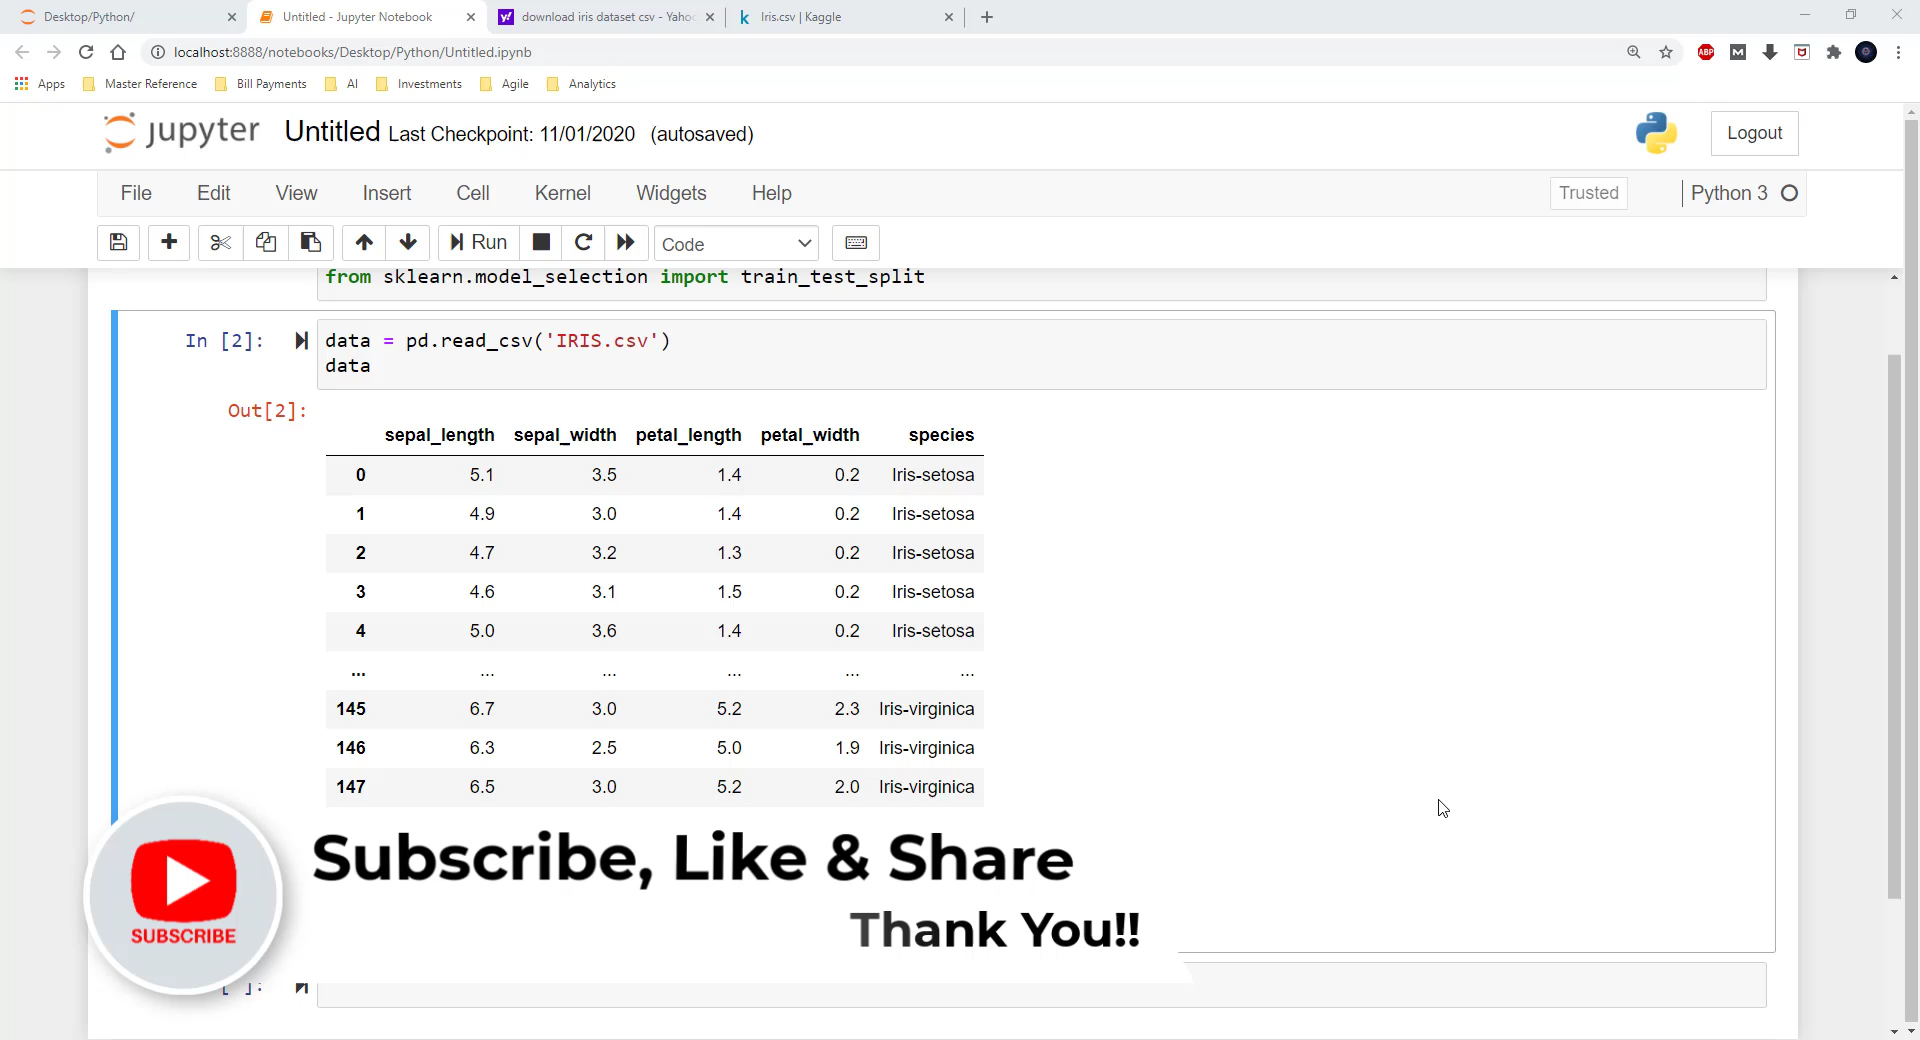 Desktop/Python/
Untitled - Jupyter Notebook
download iris dataset csv - Yahoo
Iris.csv | Kaggle
localhost:8888/notebooks/Desktop/Python/Untitled.ipynb
ABP
M
Apps
Master Reference
Bill Payments
AI
Investments
Agile
Analytics
jupyter
Untitled Last Checkpoint: 11/01/2020 (autosaved)
Logout
File Edit View Insert Cell Kernel Widgets Help
Trusted
Python 3
Run
Code
from sklearn.model_selection import train_test_split
In [2]:
data = pd.read_csv('IRIS.csv')
data
Out[2]:
sepal_length sepal_width petal_length petal_width species
0 5.1 3.5 1.4 0.2 Iris-setosa
1 4.9 3.0 1.4 0.2 Iris-setosa
2 4.7 3.2 1.3 0.2 Iris-setosa
3 4.6 3.1 1.5 0.2 Iris-setosa
4 5.0 3.6 1.4 0.2 Iris-setosa
... ... ... ... ... ...
145 6.7 3.0 5.2 2.3 Iris-virginica
146 6.3 2.5 5.0 1.9 Iris-virginica
147 6.5 3.0 5.2 2.0 Iris-virginica
Subscribe, Like & Share
Thank You!!
SUBSCRIBE
[ ]: